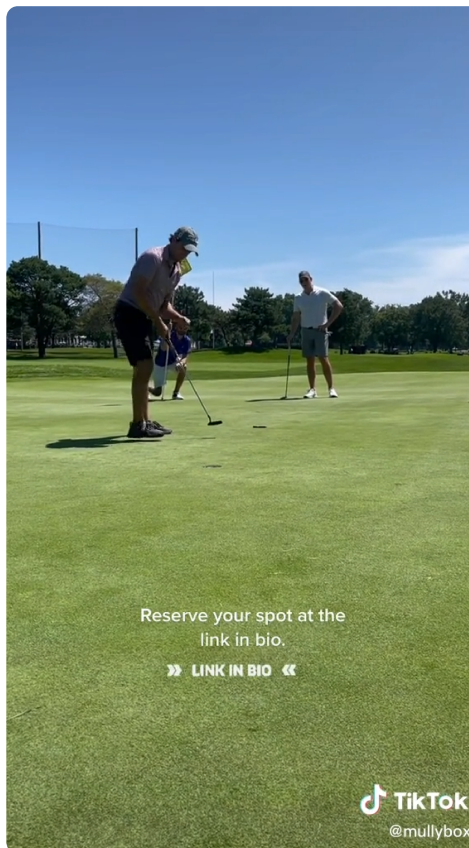 Reserve your spot at the
link in bio.
LINK IN BIO
TikTok
@mullybox